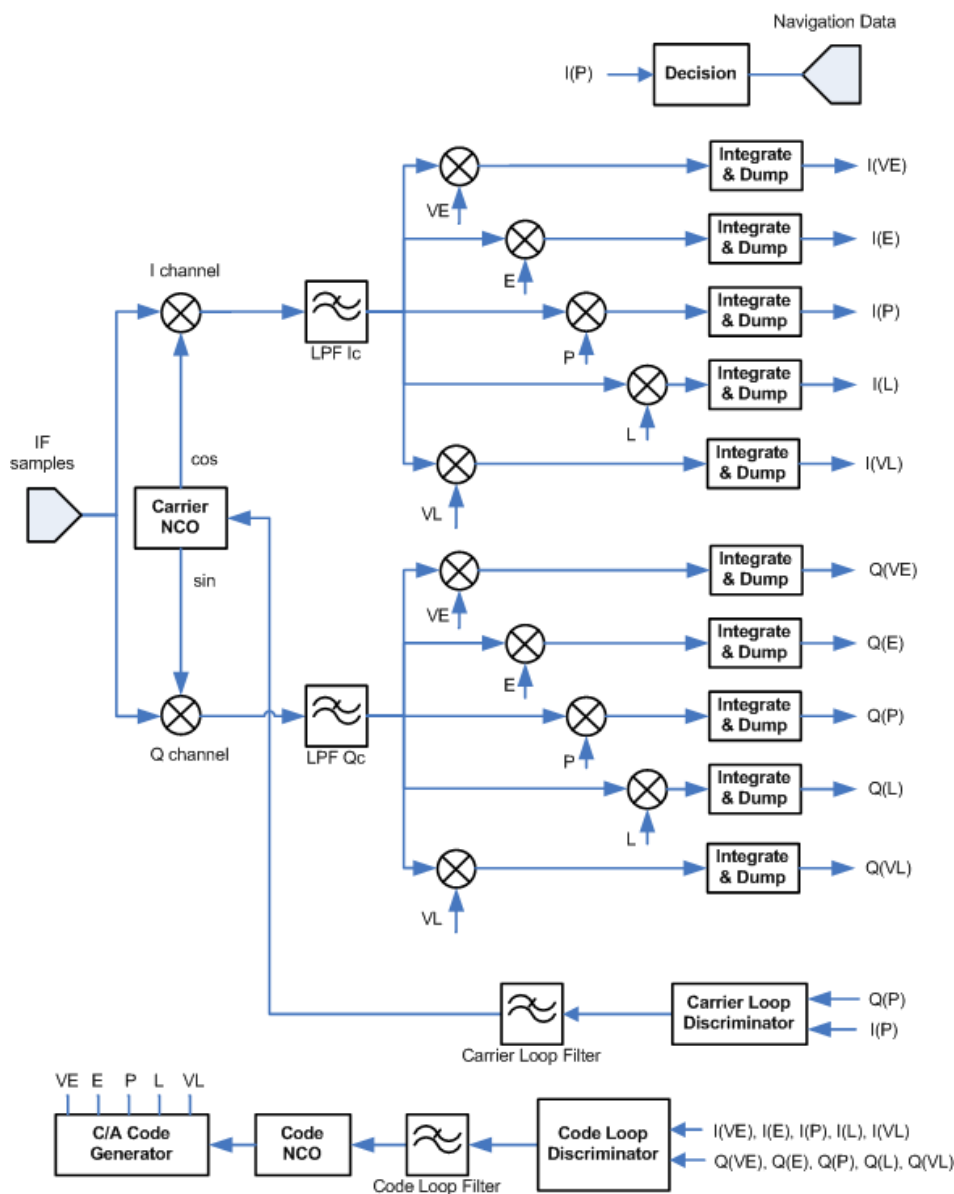 Navigation Data
I(P)
Decision
Integrate
& Dump
I(VE)
VE
Integrate
& Dump
I(E)
E
I channel
Integrate
& Dump
I(P)
LPF Ic
P
Integrate
& Dump
I(L)
L
IF
samples
cos
Integrate
& Dump
I(VL)
VL
Carrier
NCO
sin
Integrate
& Dump
Q(VE)
VE
Integrate
& Dump
Q(E)
E
Integrate
& Dump
Q(P)
Q channel
LPF Qc
P
Integrate
& Dump
Q(L)
L
Integrate
& Dump
Q(VL)
VL
Carrier Loop
Discriminator
Q(P)
I(P)
Carrier Loop Filter
VE E P L VL
C/A Code
Generator
Code
NCO
Code Loop Filter
Code Loop
Discriminator
I(VE), I(E), I(P), I(L), I(VL)
Q(VE), Q(E), Q(P), Q(L), Q(VL)